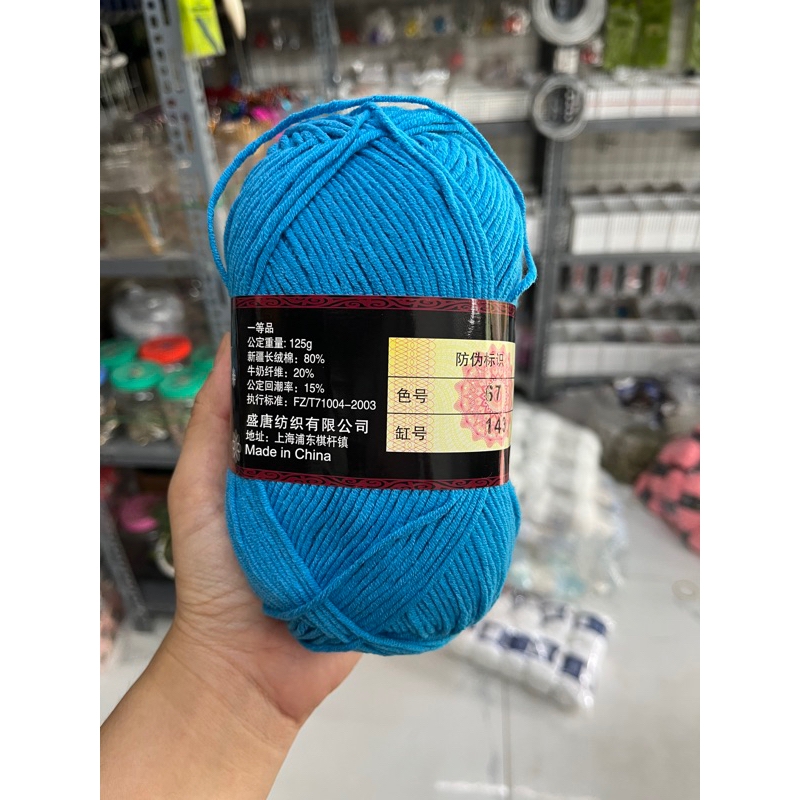 一等品
公定重量: 125g
新疆长绒棉：80%
牛奶纤维：20%
公定回潮率：15%
执行标准：FZ/T71004-2003
盛唐纺织有限公司
地址：上海浦东棋杆镇
Made in China
防伪标识
色号 67
缸号 143